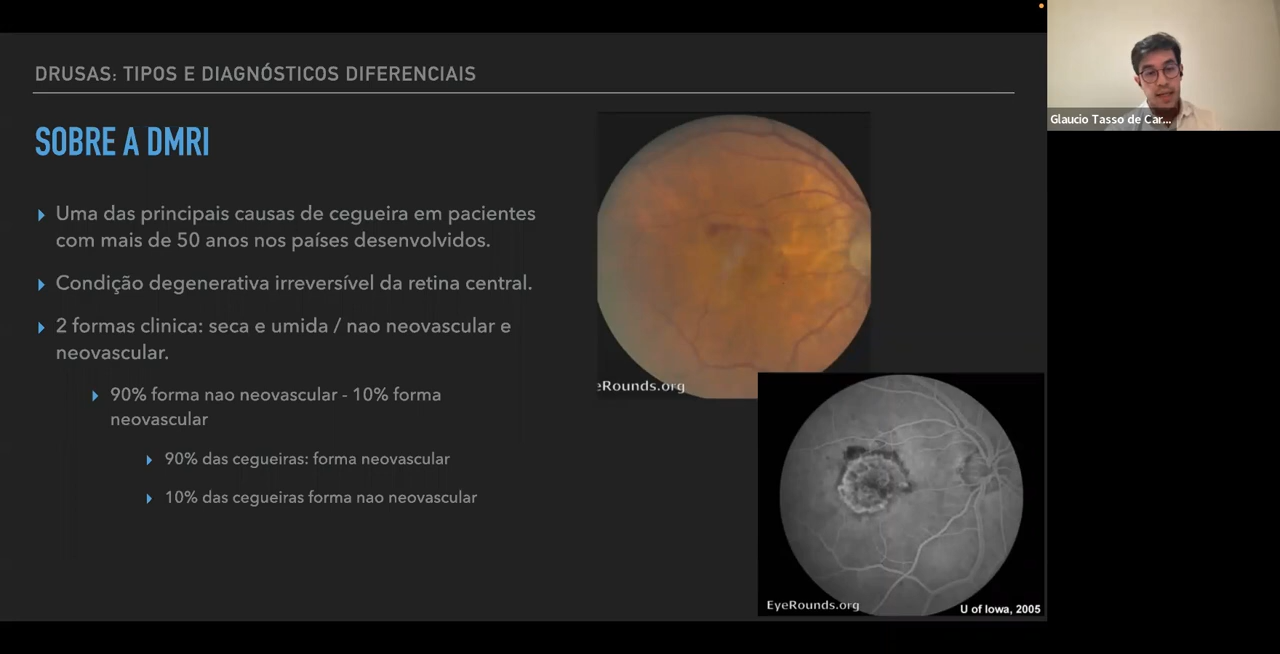 DRUSAS: TIPOS E DIAGNÓSTICOS DIFERENCIAIS
SOBRE A DMRI
Uma das principais causas de cegueira em pacientes
com mais de 50 anos nos países desenvolvidos.
Condição degenerativa irreversível da retina central.
2 formas clinica: seca e umida / nao neovascular e
neovascular.
90% forma nao neovascular - 10% forma
neovascular
90% das cegueiras: forma neovascular
10% das cegueiras forma nao neovascular
eRounds.org
EyeRounds.org
U of Iowa, 2005
Glaucio Tasso de Car...